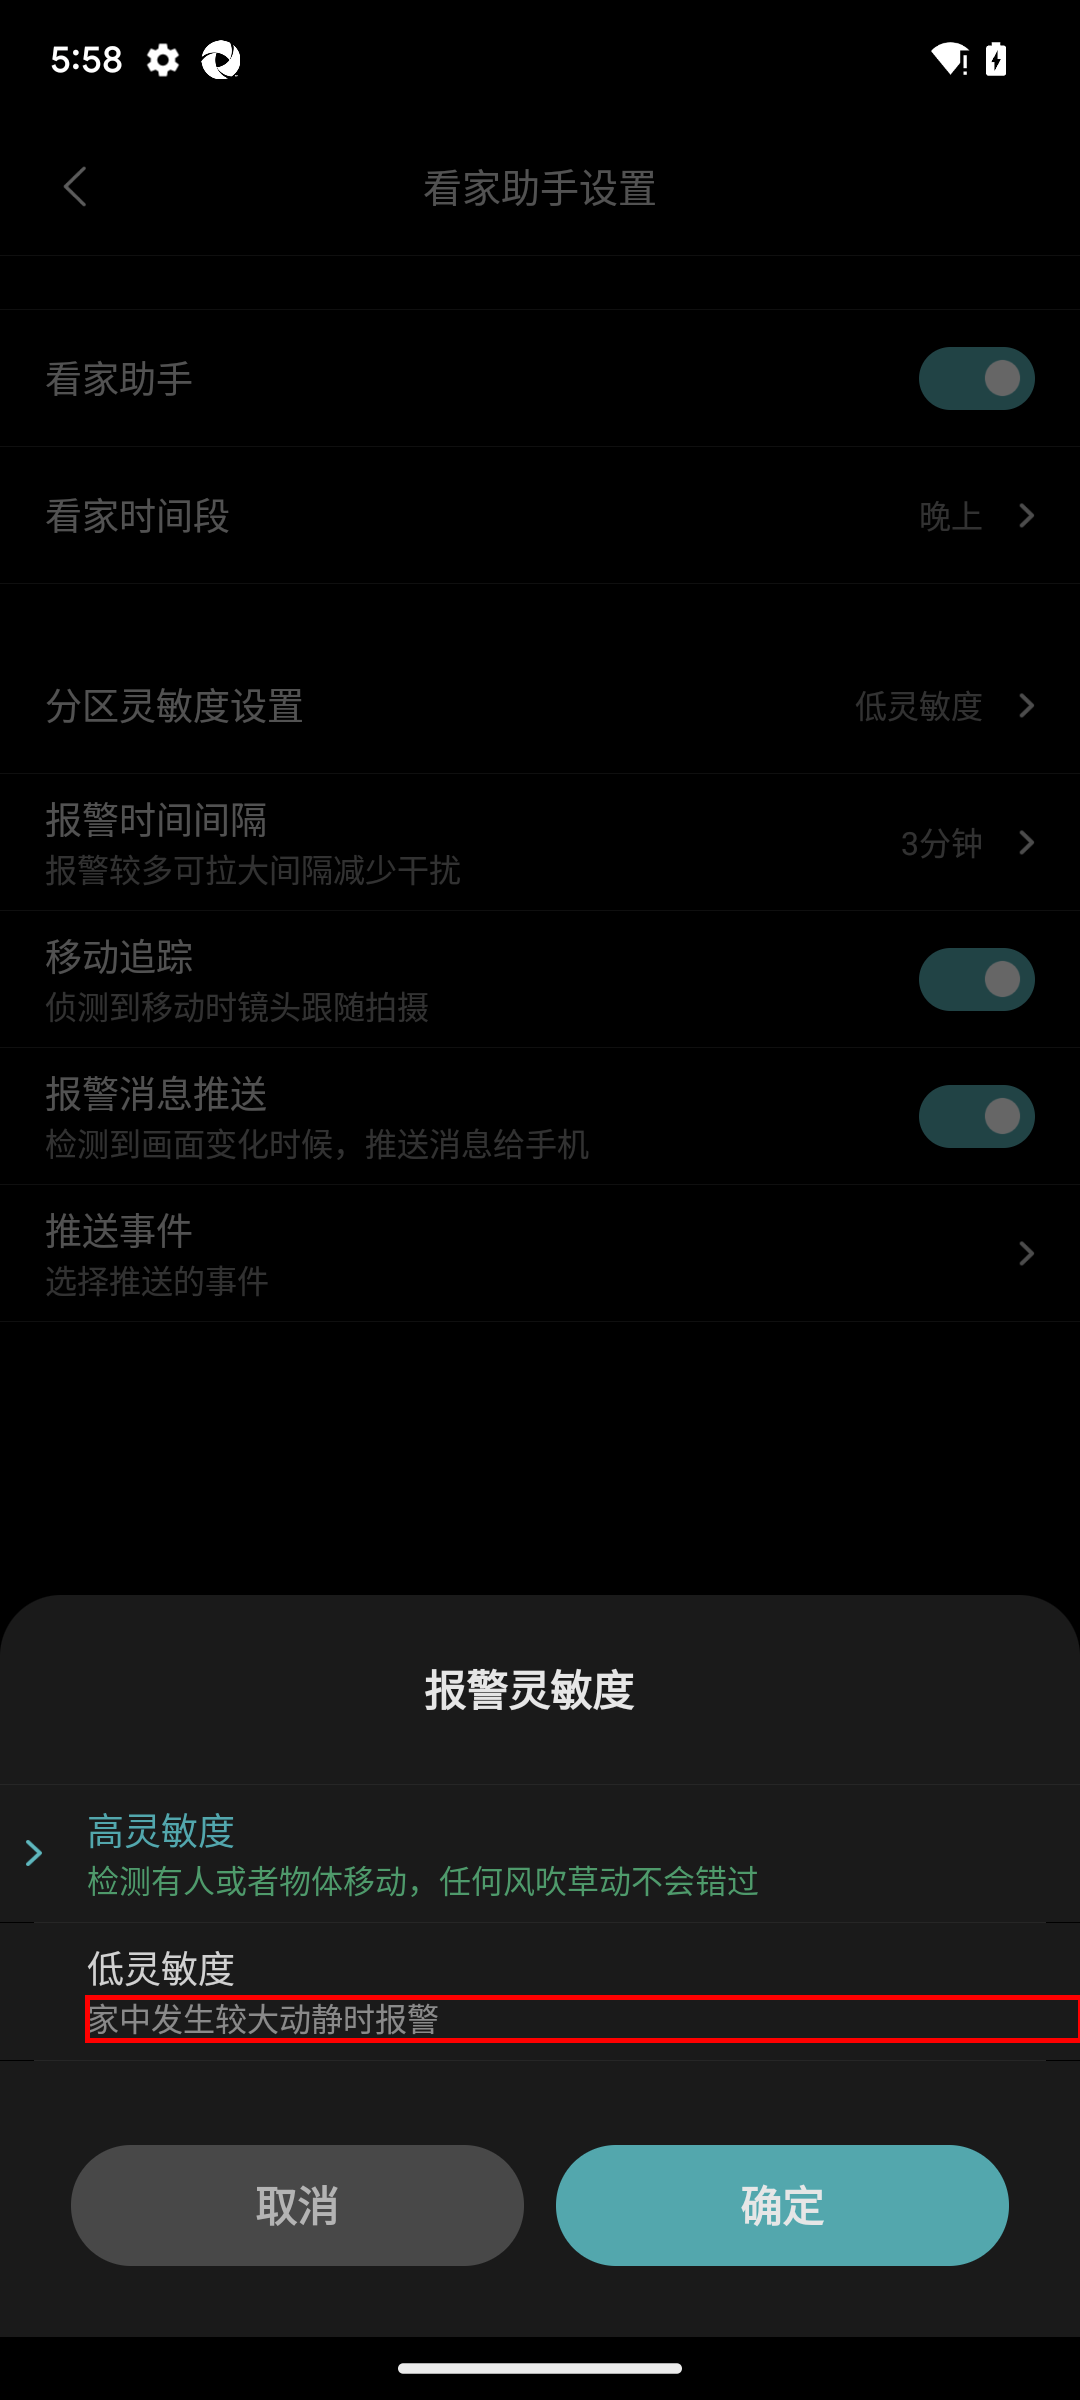 5:58
看家助手设置
看家助手
看家时间段
晚上
分区灵敏度设置
低灵敏度
报警时间间隔
报警较多可拉大间隔减少干扰
3分钟
移动追踪
侦测到移动时镜头跟随拍摄
报警消息推送
检测到画面变化时候，推送消息给手机
推送事件
选择推送的事件
报警灵敏度
高灵敏度
检测有人或者物体移动，任何风吹草动不会错过
低灵敏度
家中发生较大动静时报警
取消
确定